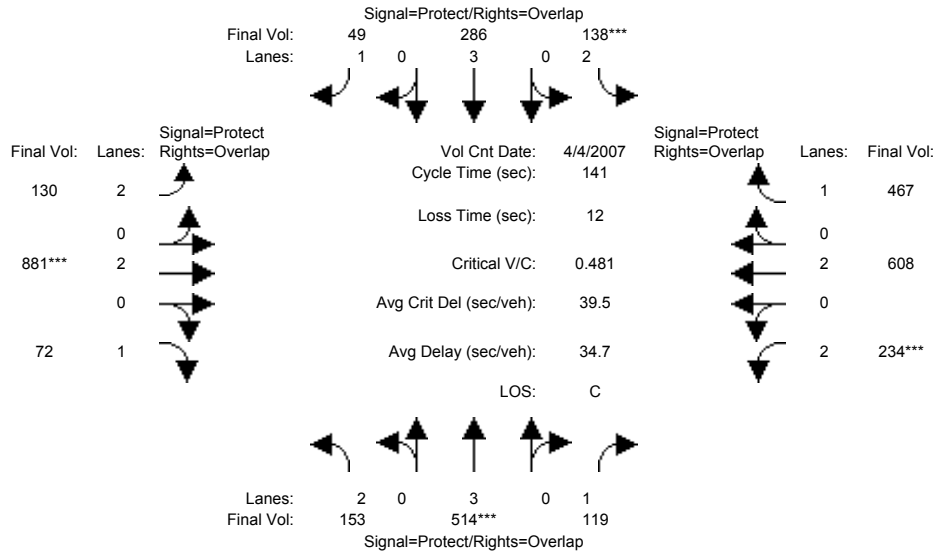 Signal=Protect/Rights=Overlap
Final Vol: 49 286 138***
Lanes: 1 0 3 0 2
Signal=Protect Signal=Protect
Final Vol: Lanes: Rights=Overlap Vol Cnt Date: 4/4/2007 Rights=Overlap Lanes: Final Vol:
Cycle Time (sec): 141
130 2 1 467
Loss Time (sec): 12
0 0
881*** 2 Critical V/C: 0.481 2 608
0 Avg Crit Del (sec/veh): 39.5 0
72 1 Avg Delay (sec/veh): 34.7 2 234***
LOS: C
Lanes: 2 0 3 0 1
Final Vol: 153 514*** 119
Signal=Protect/Rights=Overlap